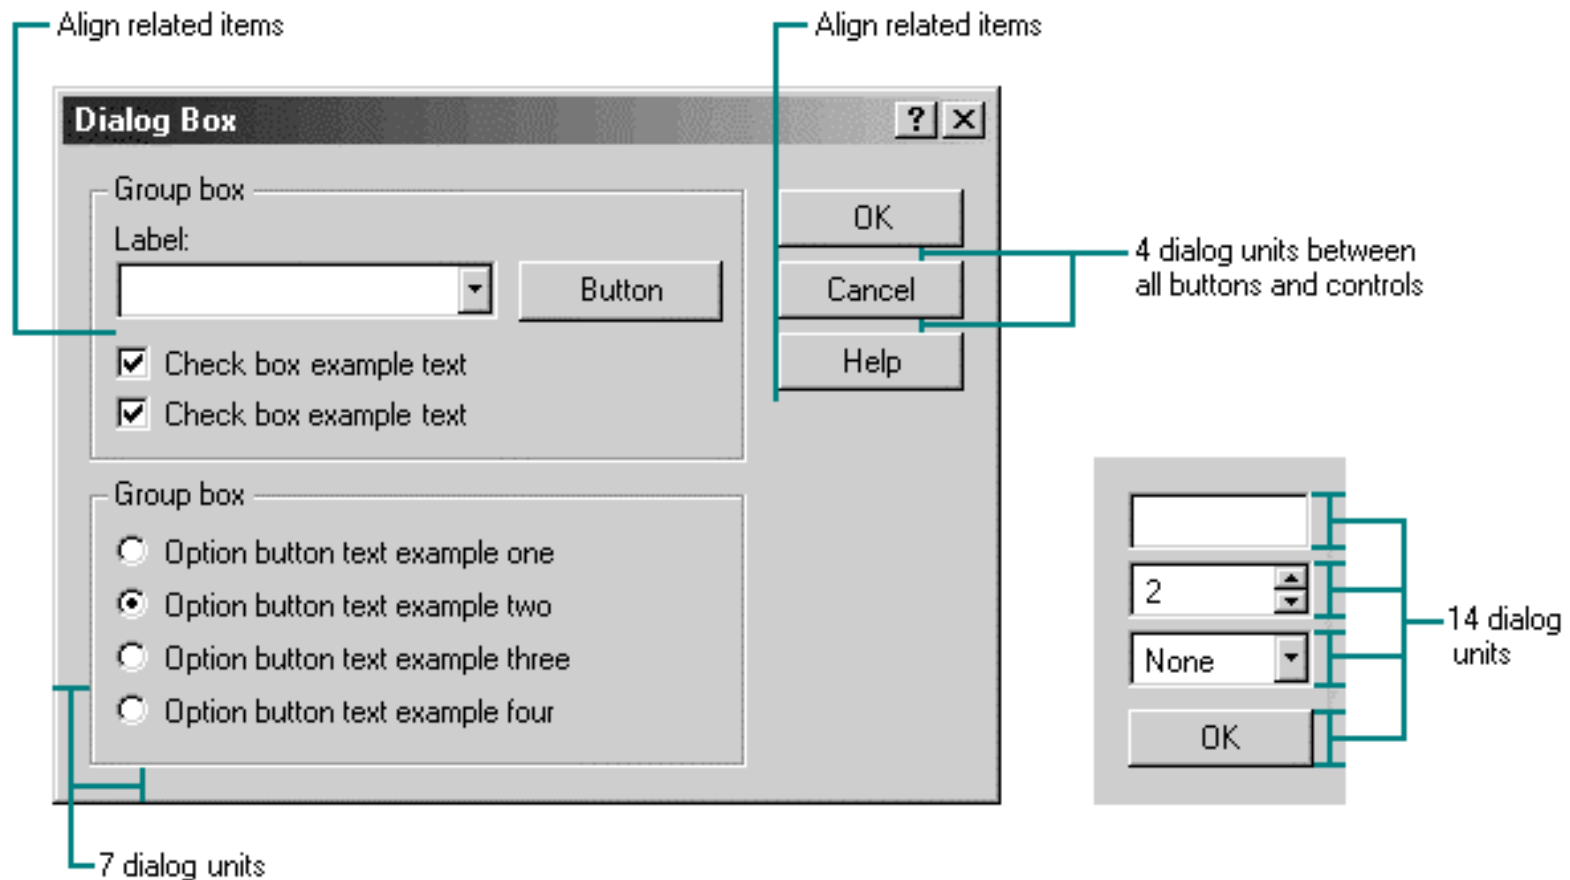 Align related items
Align related items
Dialog Box
?
Group box
Label:
Button
Check box example text
Check box example text
OK
Cancel
Help
4 dialog units between
all buttons and controls
Group box
Option button text example one
Option button text example two
Option button text example three
Option button text example four
7 dialog units
2
None
OK
14 dialog
units